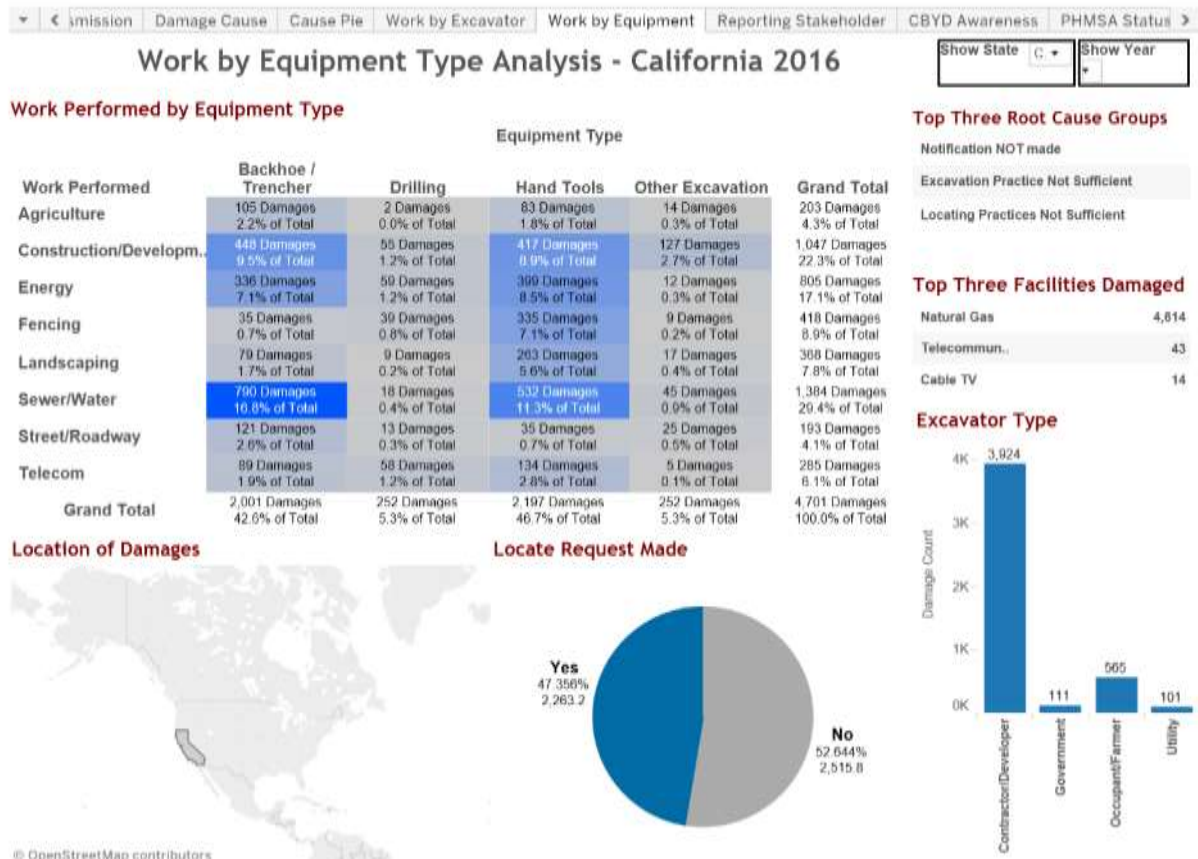 mission Damage Cause Cause Pie Work by Excavator Work by Equipment Reporting Stakeholder CBYD Awareness PHMSA Status
Work by Equipment Type Analysis - California 2016
Show State C.
Show Year
Work Performed by Equipment Type
Equipment Type
Work Performed Backhoe / Trencher Drilling Hand Tools Other Excavation Grand Total
Agriculture 105 Damages 2 Damages 83 Damages 14 Damages 203 Damages
2.2% of Total 0.0% of Total 1.8% of Total 0.3% of Total 4.3% of Total
Construction/Developm.. 448 Damages 55 Damages 417 Damages 127 Damages 1,047 Damages
9.5% of Total 1.2% of Total 8.9% of Total 2.7% of Total 22.3% of Total
Energy 336 Damages 59 Damages 399 Damages 12 Damages 805 Damages
7.1% of Total 1.2% of Total 8.5% of Total 0.3% of Total 17.1% of Total
Fencing 35 Damages 39 Damages 335 Damages 9 Damages 418 Damages
0.7% of Total 0.8% of Total 7.1% of Total 0.2% of Total 8.9% of Total
Landscaping 79 Damages 9 Damages 263 Damages 17 Damages 368 Damages
1.7% of Total 0.2% of Total 5.6% of Total 0.4% of Total 7.8% of Total
Sewer/Water 790 Damages 18 Damages 532 Damages 45 Damages 1,384 Damages
16.8% of Total 0.4% of Total 11.3% of Total 0.9% of Total 29.4% of Total
Street/Roadway 121 Damages 13 Damages 35 Damages 25 Damages 193 Damages
2.6% of Total 0.3% of Total 0.7% of Total 0.5% of Total 4.1% of Total
Telecom 89 Damages 58 Damages 134 Damages 5 Damages 285 Damages
1.9% of Total 1.2% of Total 2.8% of Total 0.1% of Total 6.1% of Total
Grand Total 2,001 Damages 252 Damages 2,197 Damages 252 Damages 4,701 Damages
42.6% of Total 5.3% of Total 46.7% of Total 5.3% of Total 100.0% of Total
Top Three Root Cause Groups
Notification NOT made
Excavation Practice Not Sufficient
Locating Practices Not Sufficient
Top Three Facilities Damaged
Natural Gas 4,614
Telecommun.. 43
Cable TV 14
Excavator Type
Damage Count
4K
3K
2K
1K
0K
3,924
111
565
101
Contractor/Developer
Government
Occupant/Farmer
Utility
Location of Damages
© OpenStreetMap contributors
Locate Request Made
Yes
47.356%
2,263.2
No
52.644%
2,515.8